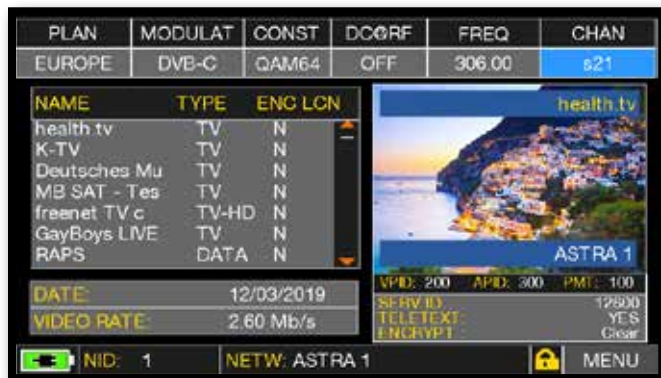 PLAN MODULAT CONST DC@RF FREQ CHAN
EUROPE DVB-C QAM64 OFF 306.00 s21
NAME TYPE ENC LCN
health tv TV N
K-TV TV N
Deutsches Mu TV N
MB SAT - Tes TV N
freenet TV c TV-HD N
GayBoys LIVE TV N
RAPS DATA N
DATE: 12/03/2019
VIDEO RATE: 2.60 Mb/s
health tv
ASTRA 1
VPID: 200 APID: 300 PMT: 100
SERV ID: 12600
TELETEXT: YES
ENCRYPT: Clear
NID: 1 NETW: ASTRA 1 MENU